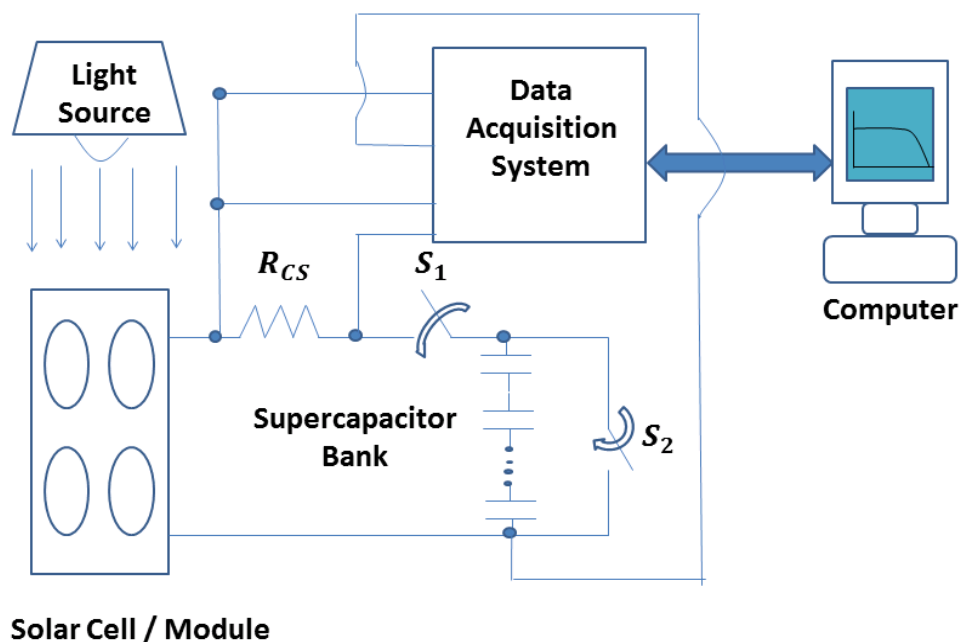 Light
Source
Data
Acquisition
System
R_CS
S_1
Computer
Supercapacitor
Bank
S_2
Solar Cell / Module